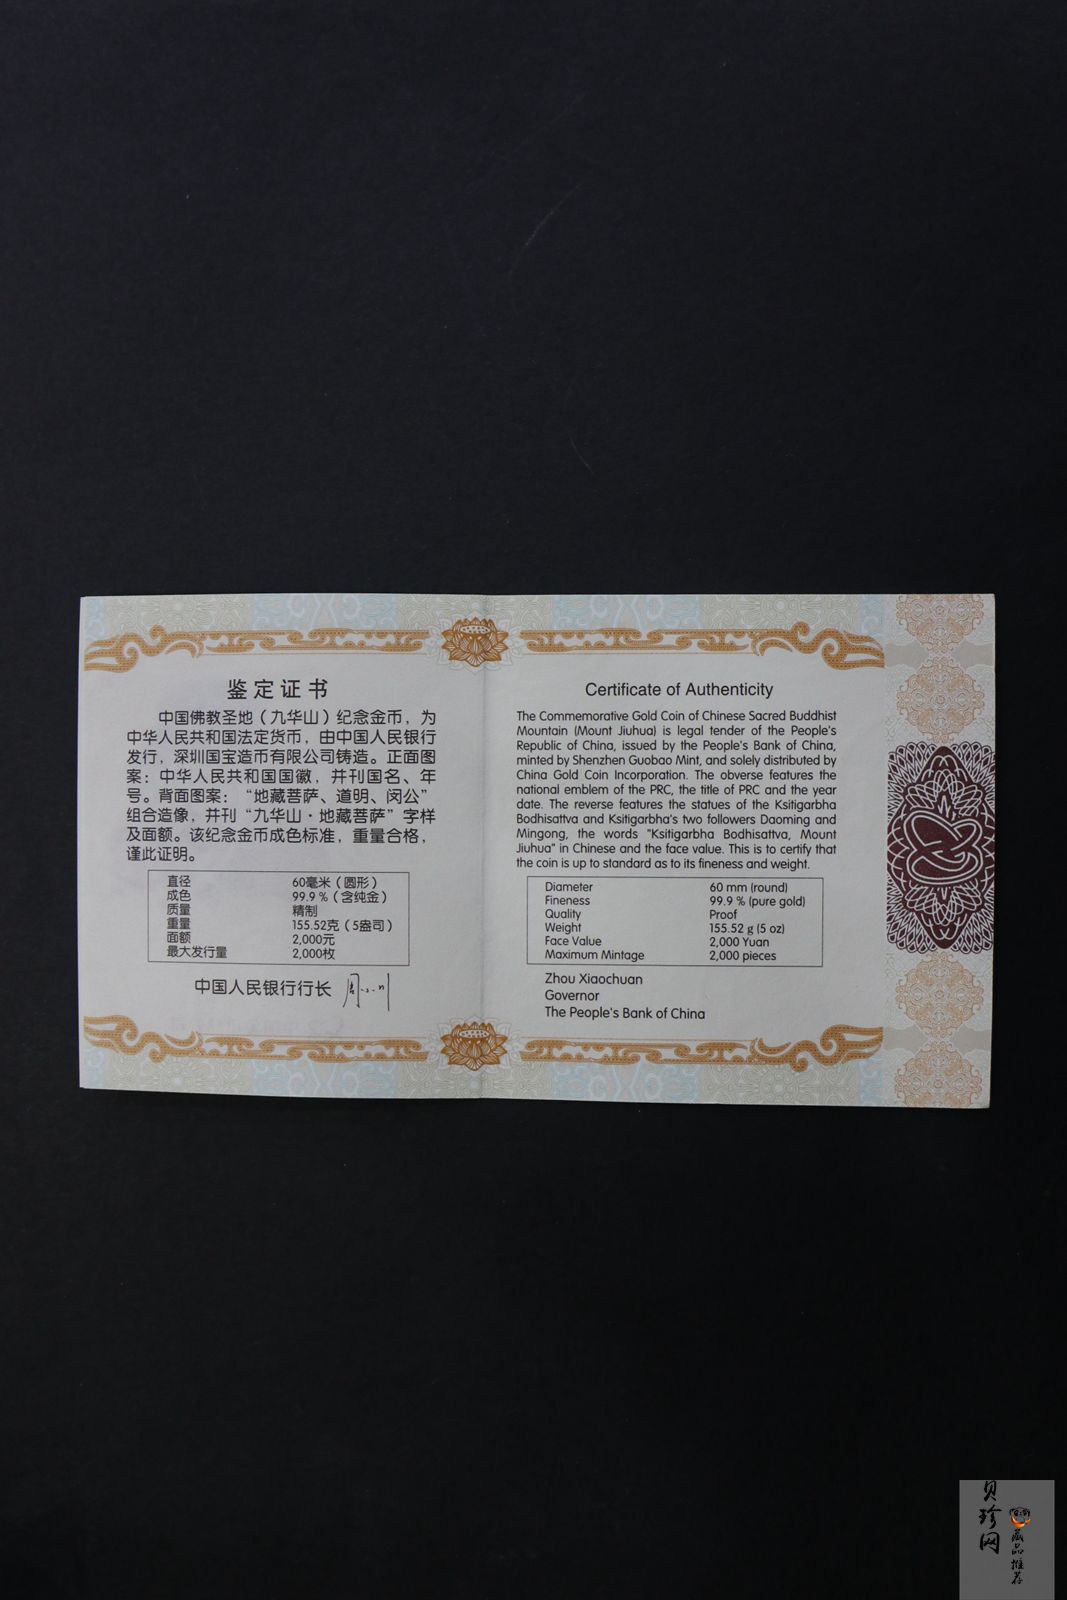 鉴定证书
中国佛教圣地（九华山）纪念金币，为
中华人民共和国法定货币，由中国人民银行
发行，深圳国宝造币有限公司铸造。正面图
案：中华人民共和国国徽，并刊国名、年
号。背面图案：“地藏菩萨、道明、闵公”
组合造像，并刊“九华山·地藏菩萨”字样
及面额。该纪念金币成色标准，重量合格，
谨此证明。
直径 60毫米（圆形）
成色 99.9％（含纯金）
质量 精制
重量 155.52克（5盎司）
面额 2,000元
最大发行量 2,000枚
中国人民银行行长
Certificate of Authenticity
The Commemorative Gold Coin of Chinese Sacred Buddhist
Mountain (Mount Jiuhua) is legal tender of the People's
Republic of China, issued by the People's Bank of China,
minted by Shenzhen Guobao Mint, and solely distributed by
China Gold Coin Incorporation. The obverse features the
national emblem of the PRC, the title of PRC and the year
date. The reverse features the statues of the Ksitigarbha
Bodhisattva and Ksitigarbha's two followers Daoming and
Mingong, the words "Ksitigarbha Bodhisattva, Mount
Jiuhua" in Chinese and the face value. This is to certify that
the coin is up to standard as to its fineness and weight.
Diameter 60 mm (round)
Fineness 99.9 % (pure gold)
Quality Proof
Weight 155.52 g (5 oz)
Face Value 2,000 Yuan
Maximum Mintage 2,000 pieces
Zhou Xiaochuan
Governor
The People's Bank of China
贝珍网
藏品推荐